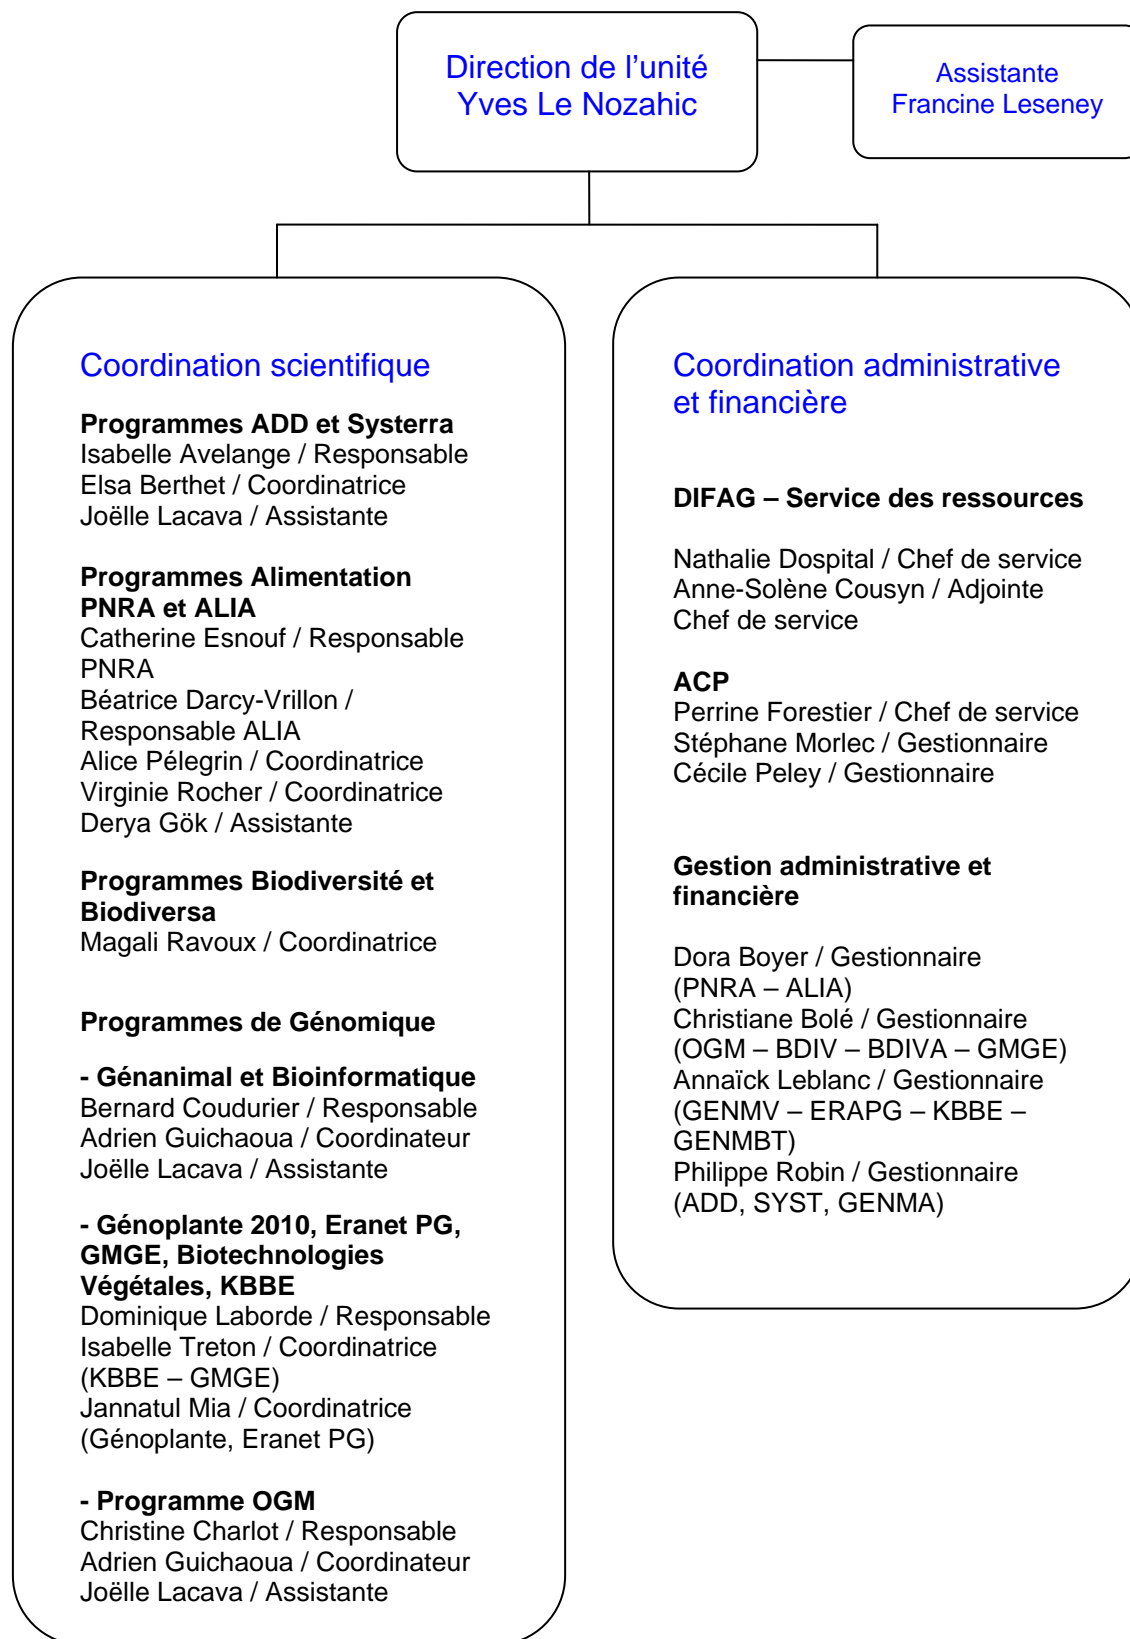 Direction de l’unité
Yves Le Nozahic
Assistante
Francine Leseney
Coordination scientifique
Programmes ADD et Systerra
Isabelle Avelange / Responsable
Elsa Berthet / Coordinatrice
Joëlle Lacava / Assistante
Programmes Alimentation
PNRA et ALIA
Catherine Esnouf / Responsable
PNRA
Béatrice Darcy-Vrillon /
Responsable ALIA
Alice Pélegrin / Coordinatrice
Virginie Rocher / Coordinatrice
Derya Gök / Assistante
Programmes Biodiversité et
Biodiversa
Magali Ravoux / Coordinatrice
Programmes de Génomique
- Génanimal et Bioinformatique
Bernard Coudurier / Responsable
Adrien Guichaoua / Coordinateur
Joëlle Lacava / Assistante
- Génoplante 2010, Eranet PG,
GMGE, Biotechnologies
Végétales, KBBE
Dominique Laborde / Responsable
Isabelle Treton / Coordinatrice
(KBBE – GMGE)
Jannatul Mia / Coordinatrice
(Génoplante, Eranet PG)
- Programme OGM
Christine Charlot / Responsable
Adrien Guichaoua / Coordinateur
Joëlle Lacava / Assistante
Coordination administrative
et financière
DIFAG – Service des ressources
Nathalie Dospital / Chef de service
Anne-Solène Cousyn / Adjointe
Chef de service
ACP
Perrine Forestier / Chef de service
Stéphane Morlec / Gestionnaire
Cécile Peley / Gestionnaire
Gestion administrative et
financière
Dora Boyer / Gestionnaire
(PNRA – ALIA)
Christiane Bolé / Gestionnaire
(OGM – BDIV – BDIVA – GMGE)
Annaïck Leblanc / Gestionnaire
(GENMV – ERAPG – KBBE –
GENMBT)
Philippe Robin / Gestionnaire
(ADD, SYST, GENMA)